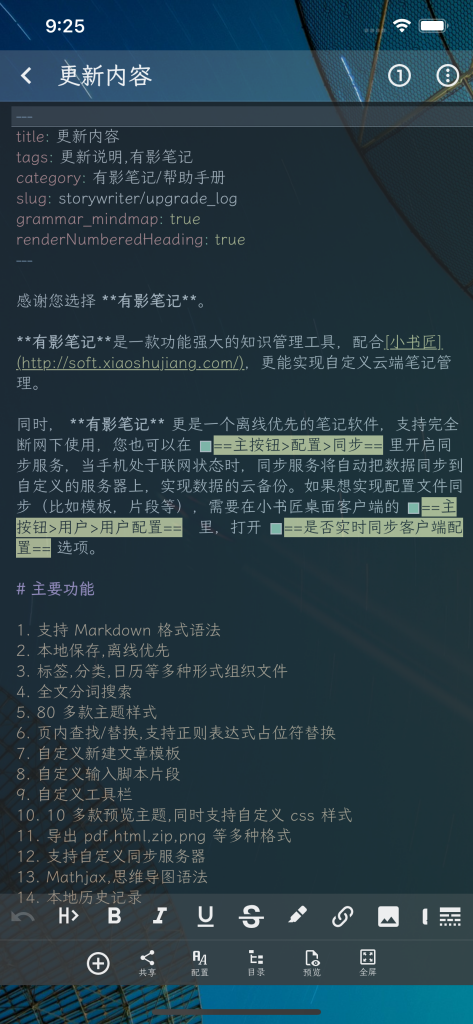 9:25
更新内容
1
---
title: 更新内容
tags: 更新说明,有影笔记
category: 有影笔记/帮助手册
slug: storywriter/upgrade_log
grammar_mindmap: true
renderNumberedHeading: true
---
感谢您选择 **有影笔记**。
**有影笔记**是一款功能强大的知识管理工具，配合[小书匠]
(http://soft.xiaoshujiang.com/)，更能实现自定义云端笔记管
理。
同时， **有影笔记** 更是一个离线优先的笔记软件，支持完全
断网下使用，您也可以在 ==主按钮>配置>同步== 里开启同
步服务，当手机处于联网状态时，同步服务将自动把数据同步到
自定义的服务器上，实现数据的云备份。如果想实现配置文件同
步（比如模板，片段等），需要在小书匠桌面客户端的 ==主
按钮>用户>用户配置== 里，打开 ==是否实时同步客户端配
置== 选项。
# 主要功能
1. 支持 Markdown 格式语法
2. 本地保存,离线优先
3. 标签,分类,日历等多种形式组织文件
4. 全文分词搜索
5. 80 多款主题样式
6. 页内查找/替换,支持正则表达式占位符替换
7. 自定义新建文章模板
8. 自定义输入脚本片段
9. 自定义工具栏
10. 10 多款预览主题,同时支持自定义 css 样式
11. 导出 pdf,html,zip,png 等多种格式
12. 支持自定义同步服务器
13. Mathjax,思维导图语法
14. 本地历史记录
H> B I U S
共享 配置 目录 预览 全屏